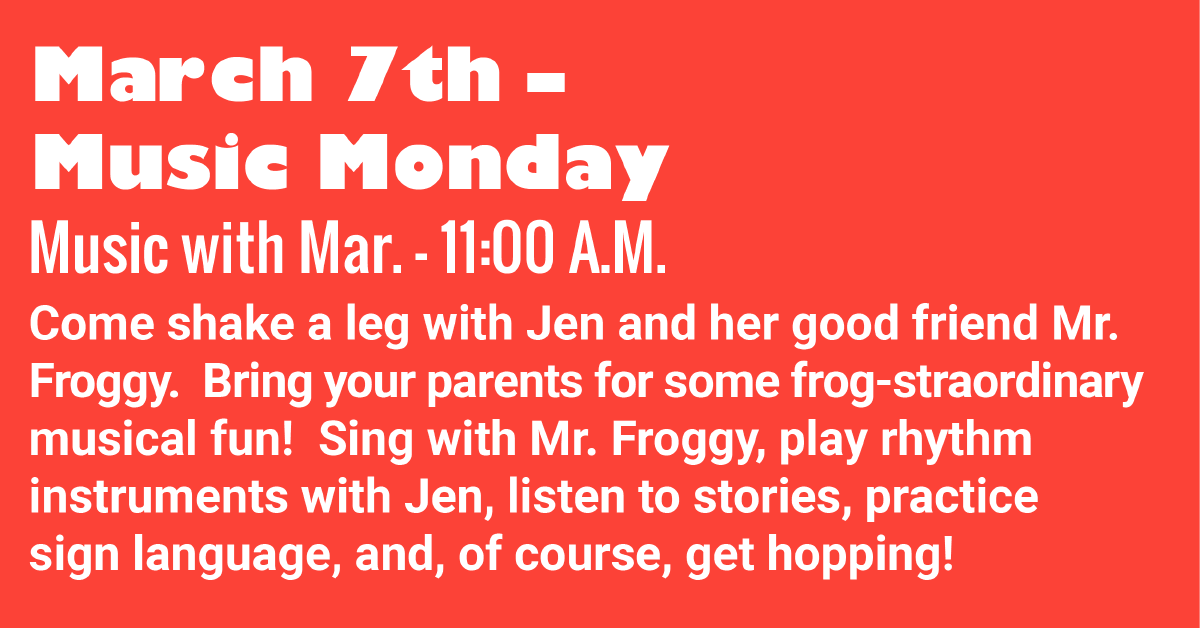 March 7th –
Music Monday
Music with Mar. - 11:00 A.M.
Come shake a leg with Jen and her good friend Mr.
Froggy.  Bring your parents for some frog-straordinary
musical fun!  Sing with Mr. Froggy, play rhythm
instruments with Jen, listen to stories, practice
sign language, and, of course, get hopping!